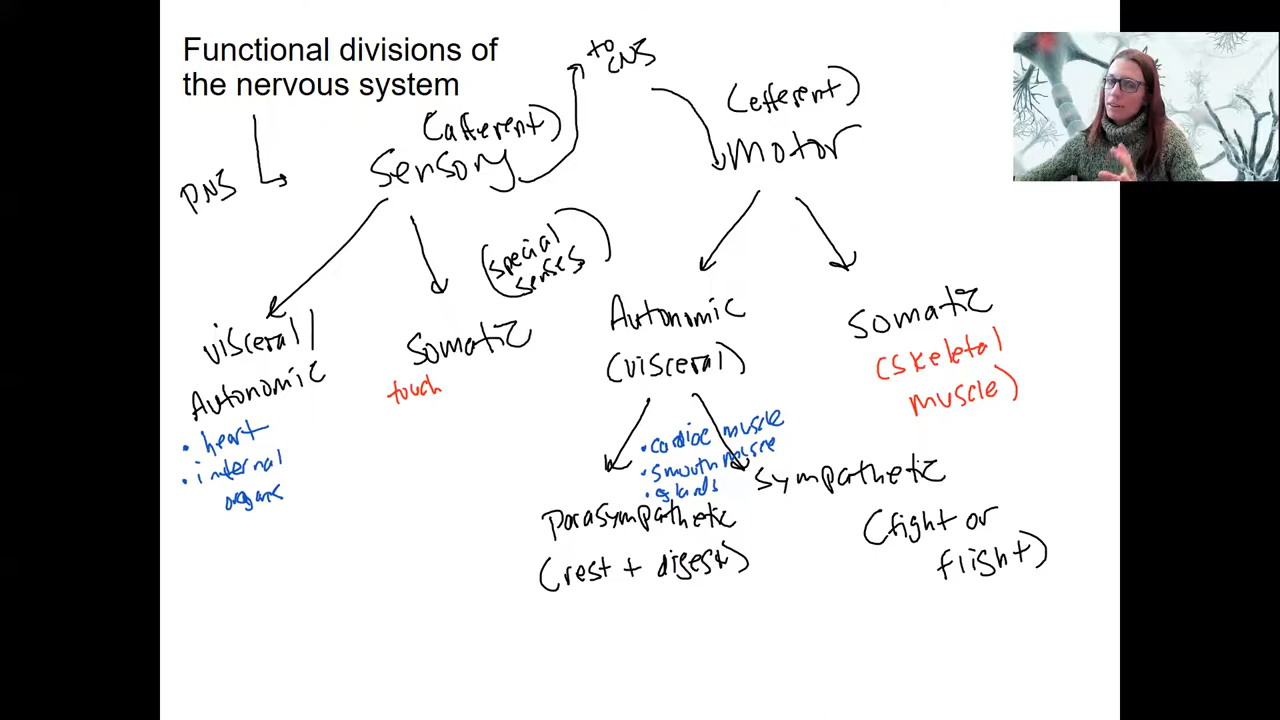 Functional divisions of
the nervous system
to
CNS
(efferent)
(afferent)
motor
sensory
PNS
(special
senses)
visceral/
Autonomic
somatic
Autonomic
(visceral)
somatic
(skeletal
muscle)
touch
• heart
• internal
organs
• cardiac muscle
• smooth muscle
• glands
sympathetic
(fight or
flight)
parasympathetic
(rest + digest)